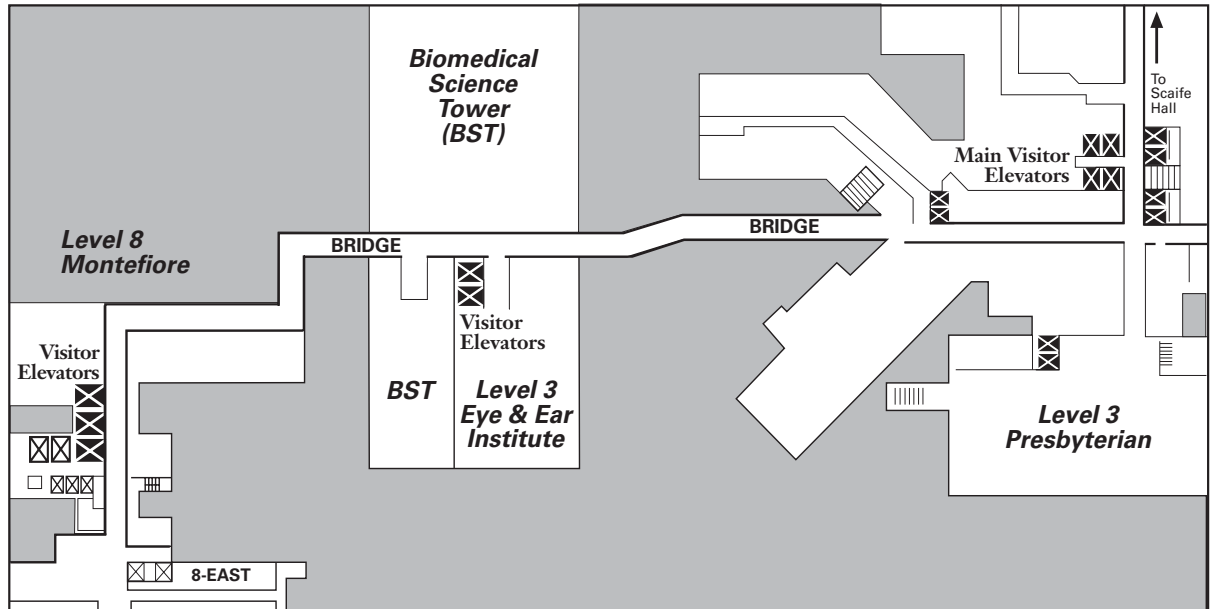 Biomedical
Science
Tower
(BST)
To
Scaife
Hall
Main Visitor
Elevators
BRIDGE
BRIDGE
Level 8
Montefiore
Visitor
Elevators
Visitor
Elevators
BST
Level 3
Eye & Ear
Institute
Level 3
Presbyterian
8-EAST